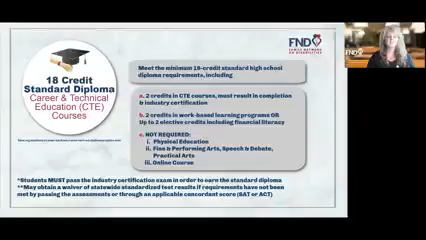 FND
FAMILY NETWORK
ON DISABILITIES
18 Credit
Standard Diploma
Career & Technical
Education (CTE)
Courses
Meet the minimum 18-credit standard high school
diploma requirements, including
a. 2 credits in CTE courses, must result in completion
& industry certification
b. 2 credits in work-based learning programs OR
Up to 2 elective credits including financial literacy
c. NOT REQUIRED:
i. Physical Education
ii. Fine & Performing Arts, Speech & Debate,
Practical Arts
iii. Online Course
*Students MUST pass the industry certification exam in order to earn the standard diploma
**May obtain a waiver of statewide standardized test results if requirements have not been
met by passing the assessments or through an applicable concordant score (SAT or ACT)
FND